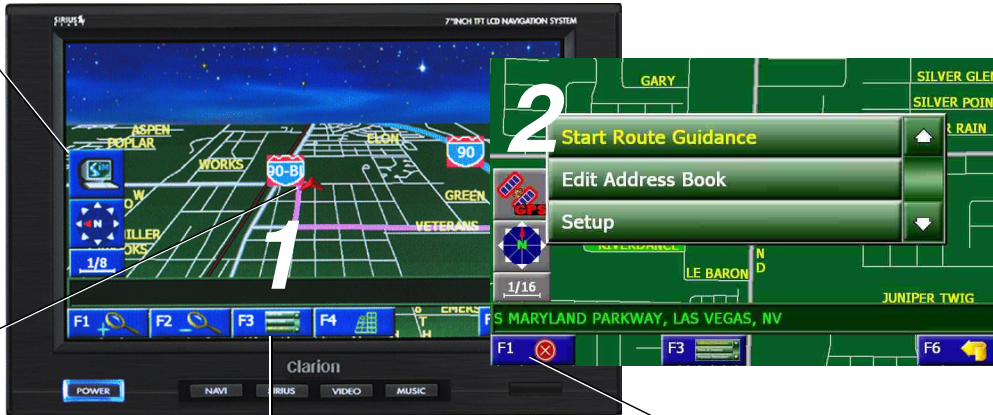 SIRIUS
7"INCH TFT LCD NAVIGATION SYSTEM
ASPEN
POPLAR
ELON
WORKS
90-BL
90
GREEN
W
ILLER
OKS
VETERANS
N
1/8
1
EMERS
T
H
F1
F2
F3
F4
F
Clarion
POWER
NAVI
SIRIUS
VIDEO
MUSIC
2
GARY
SILVER GLE
SILVER POIN
RAIN
Start Route Guidance
Edit Address Book
Setup
GPS
N
1/16
RIVERDANCE
N
D
LE BARON
JUNIPER TWIG
S MARYLAND PARKWAY, LAS VEGAS, NV
F1
F3
F6